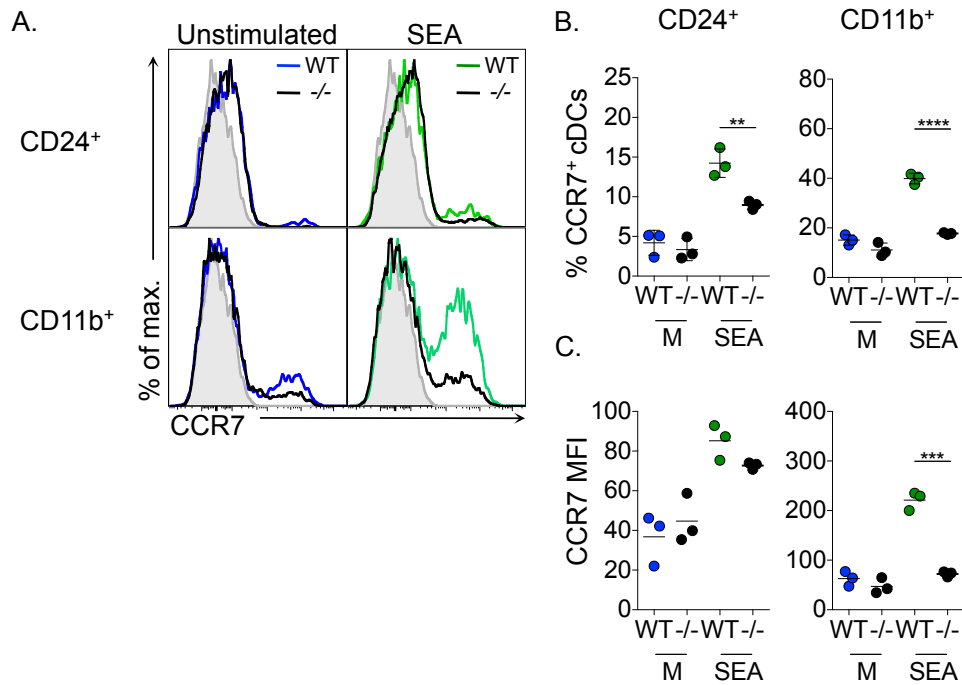 A.
Unstimulated SEA
WT WT
-/- -/-
CD24⁺
CD11b⁺
% of max.
CCR7
B.
CD24⁺ CD11b⁺
% CCR7⁺ cDCs
25
20
15
10
5
0
**
WT -/- WT -/-
M SEA
80
60
40
20
0
****
WT -/- WT -/-
M SEA
C.
CCR7 MFI
100
80
60
40
20
0
WT -/- WT -/-
M SEA
400
300
200
100
0
***
WT -/- WT -/-
M SEA